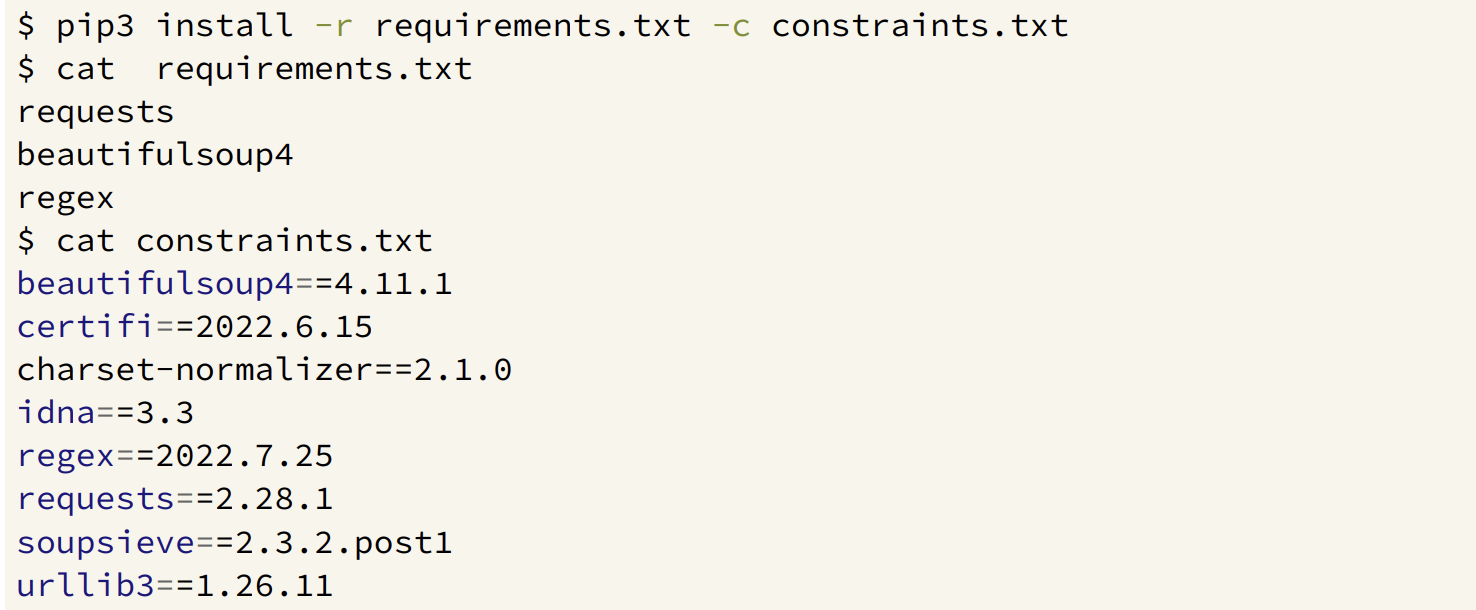 $ pip3 install -r requirements.txt -c constraints.txt
$ cat  requirements.txt
requests
beautifulsoup4
regex
$ cat constraints.txt
beautifulsoup4==4.11.1
certifi==2022.6.15
charset-normalizer==2.1.0
idna==3.3
regex==2022.7.25
requests==2.28.1
soupsieve==2.3.2.post1
urllib3==1.26.11